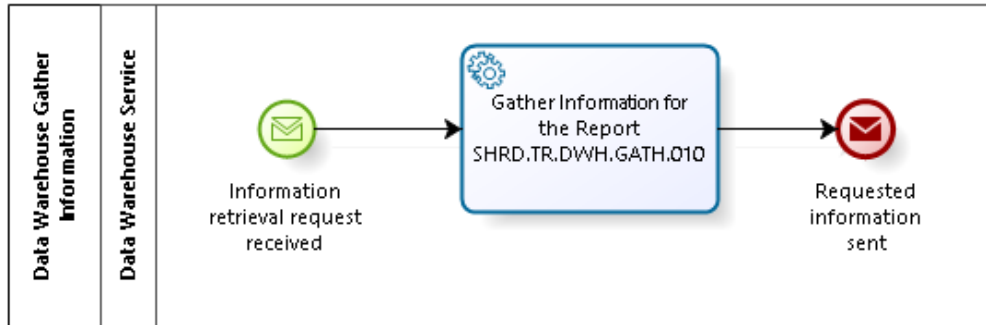 Data Warehouse Gather
Information
Data Warehouse Service
Information
retrieval request
received
Gather Information for
the Report
SHRD.TR.DWH.GATH.010
Requested
information
sent